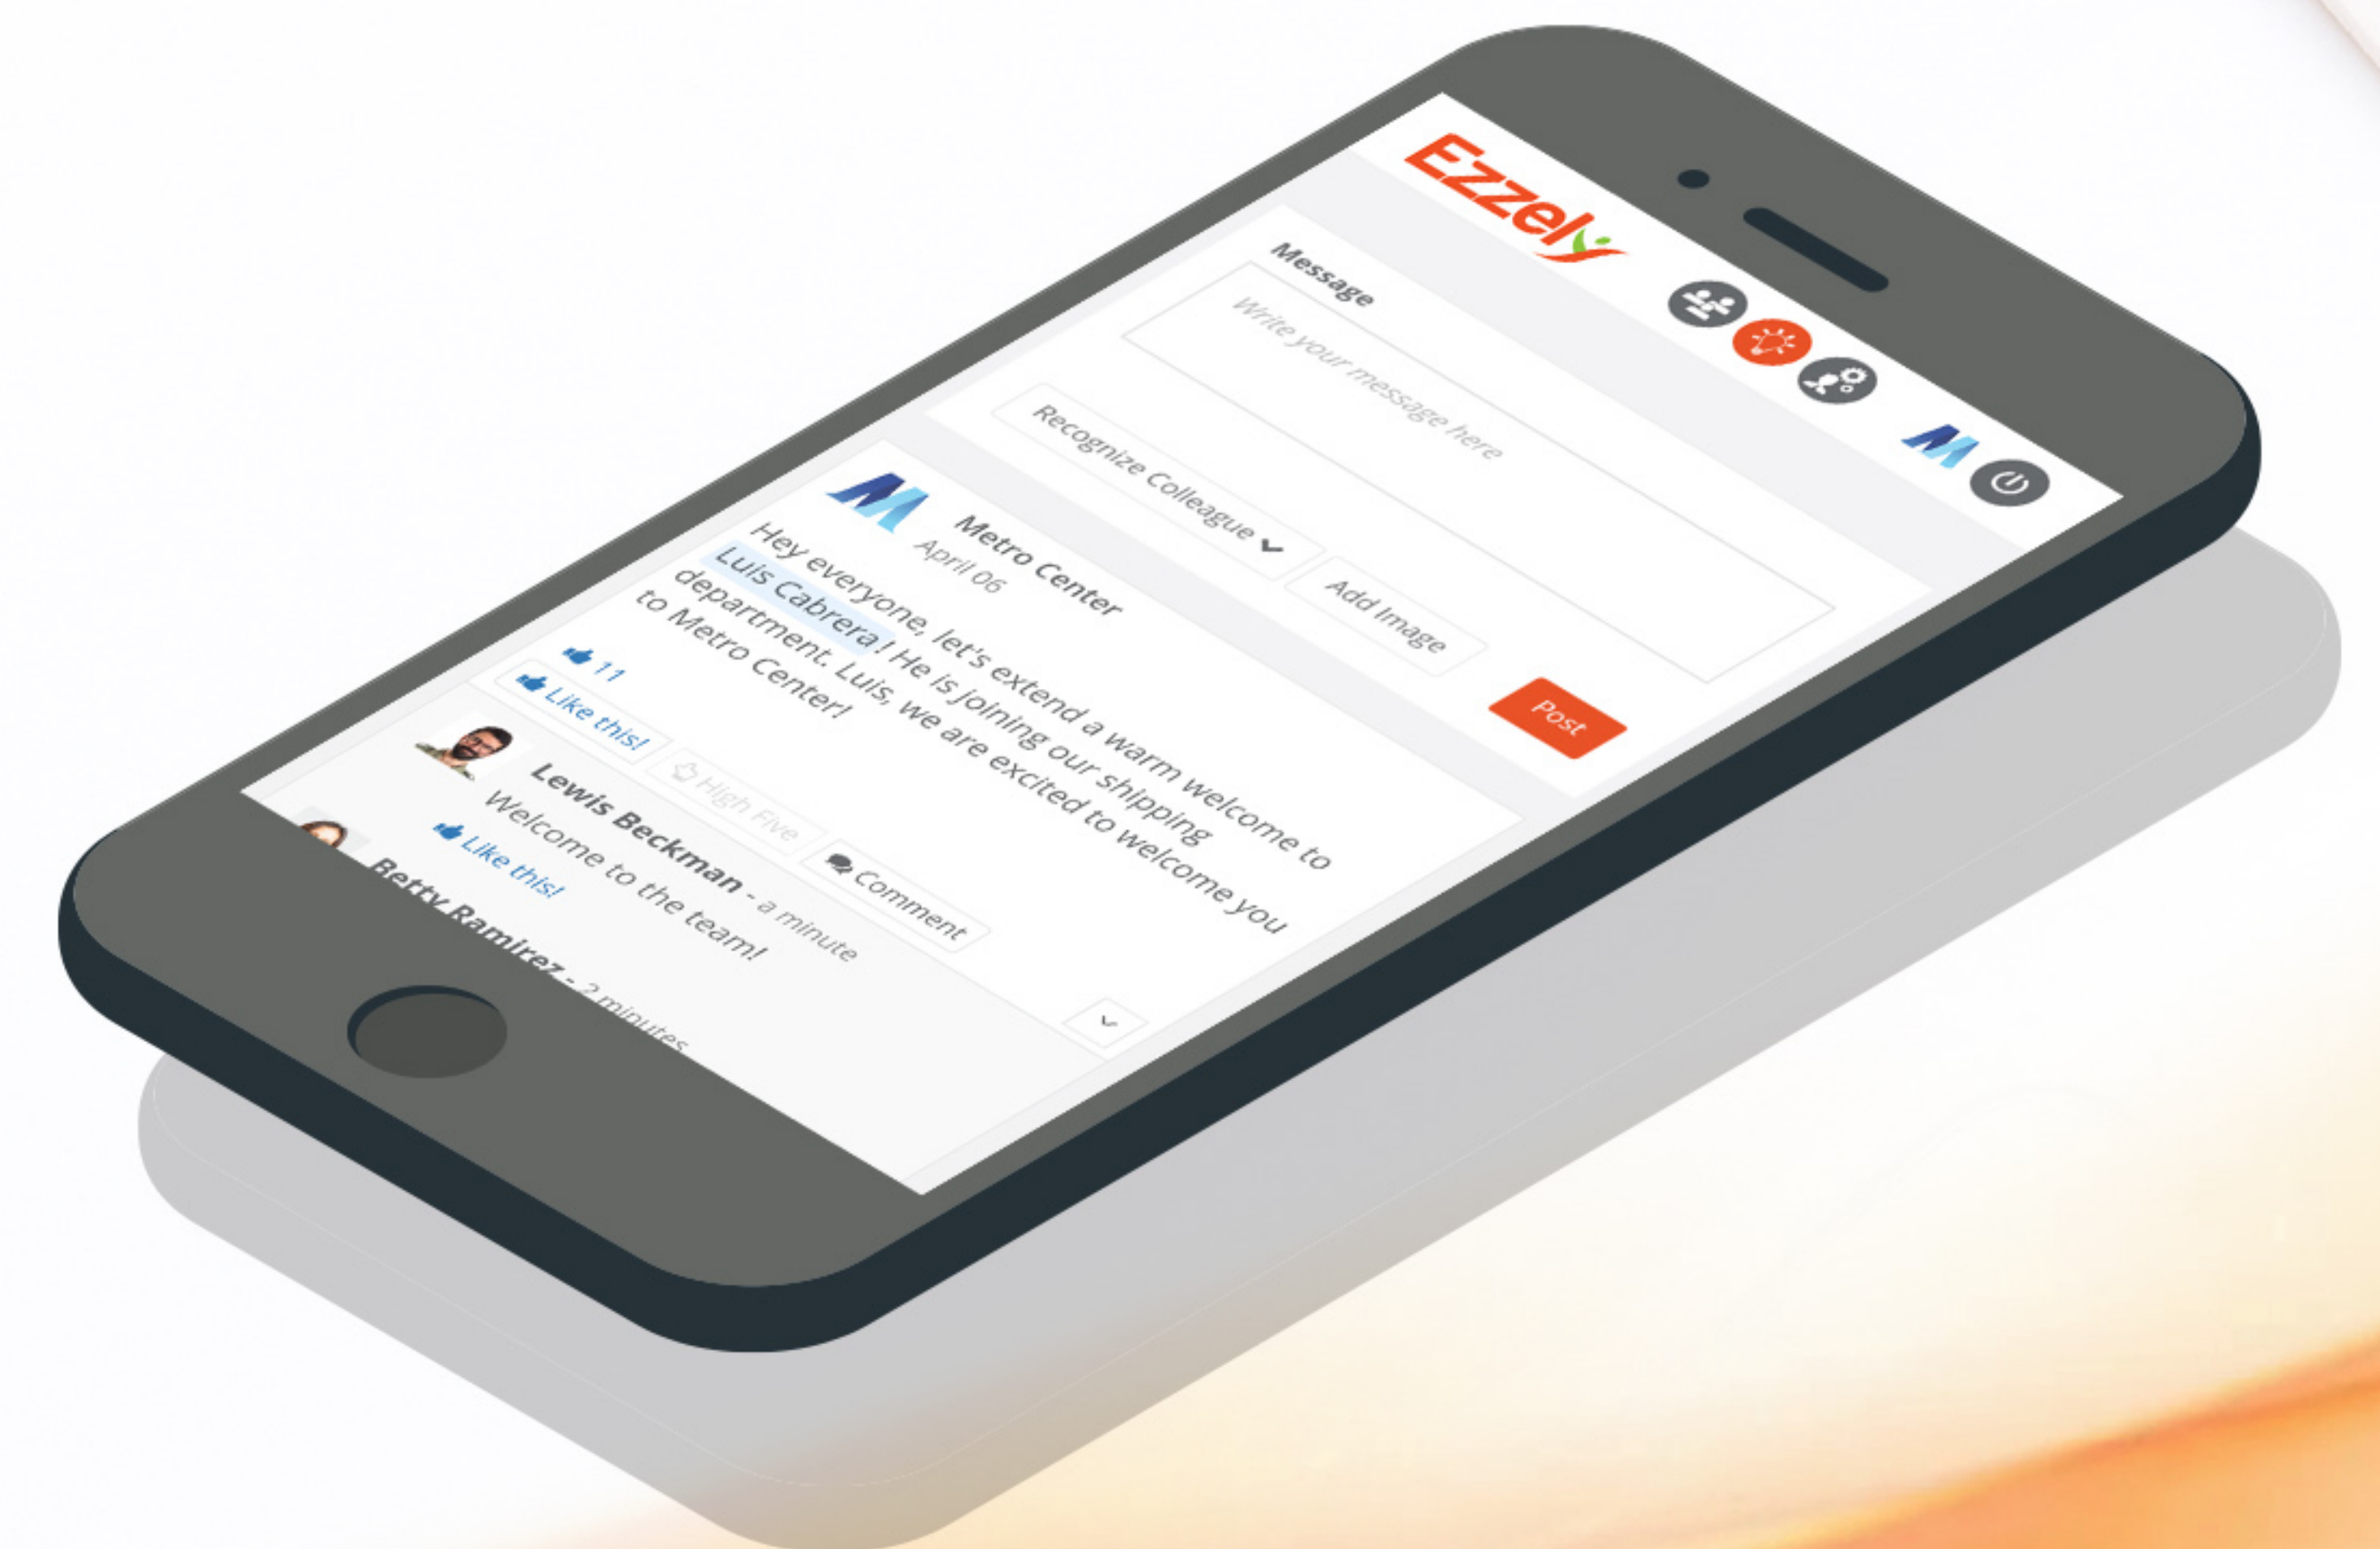 Ezzely
Message
Write your message here
Recognize Colleague
Add Image
Post
Metro Center
April 06
Hey everyone, let's extend a warm welcome to
Luis Cabrera! He is joining our shipping
department. Luis, we are excited to welcome you
to Metro Center!
11
Like this!
High Five
Comment
Lewis Beckman - a minute
Welcome to the team!
Like this!
Betty Ramirez - 2 minutes